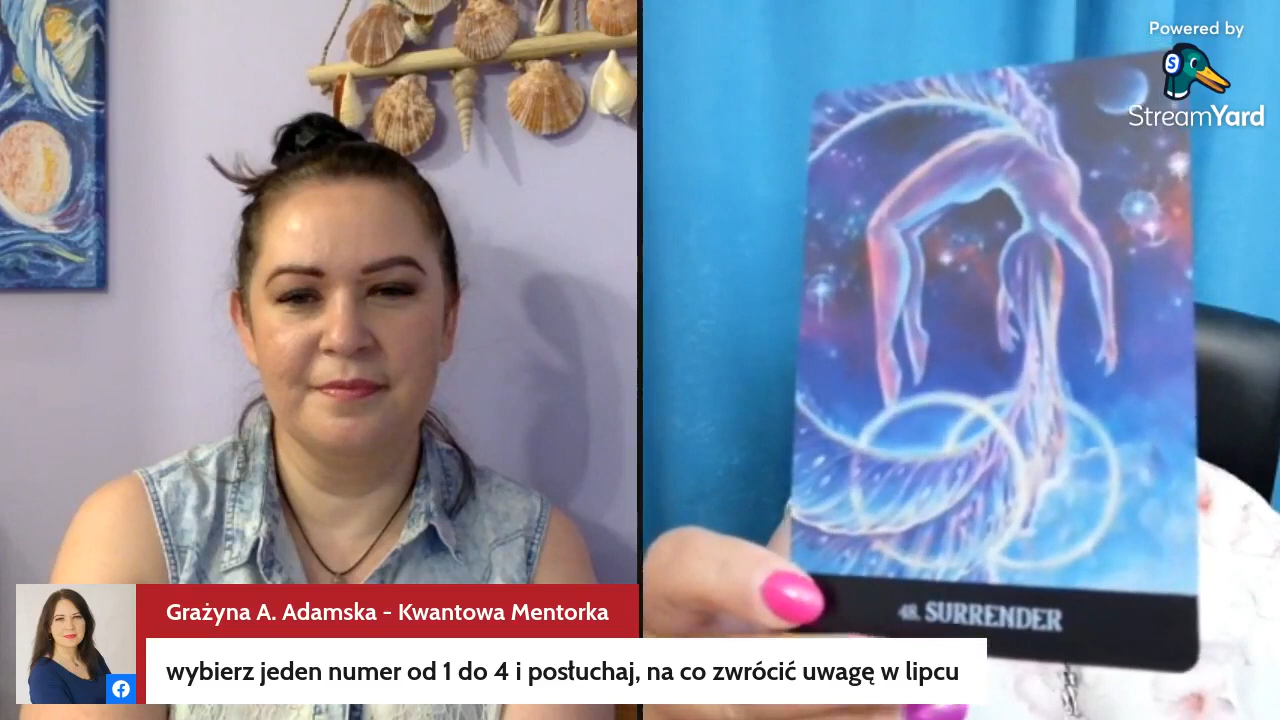 Powered by
StreamYard
48. SURRENDER
Grażyna A. Adamska - Kwantowa Mentorka
wybierz jeden numer od 1 do 4 i posłuchaj, na co zwrócić uwagę w lipcu